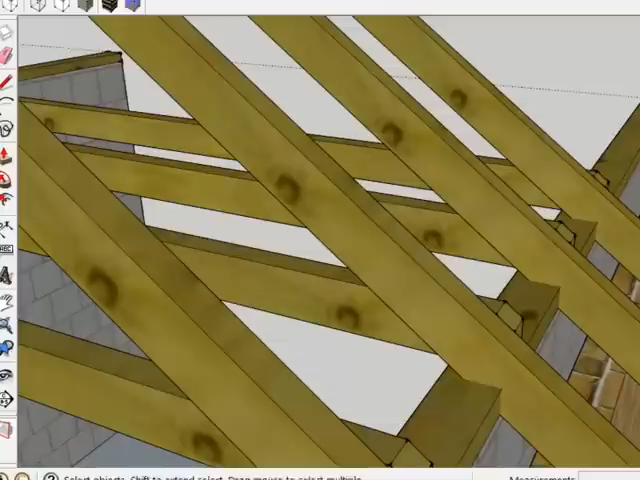 Select objects. Shift to extend select. Drag mouse to select multiple.
Measurements